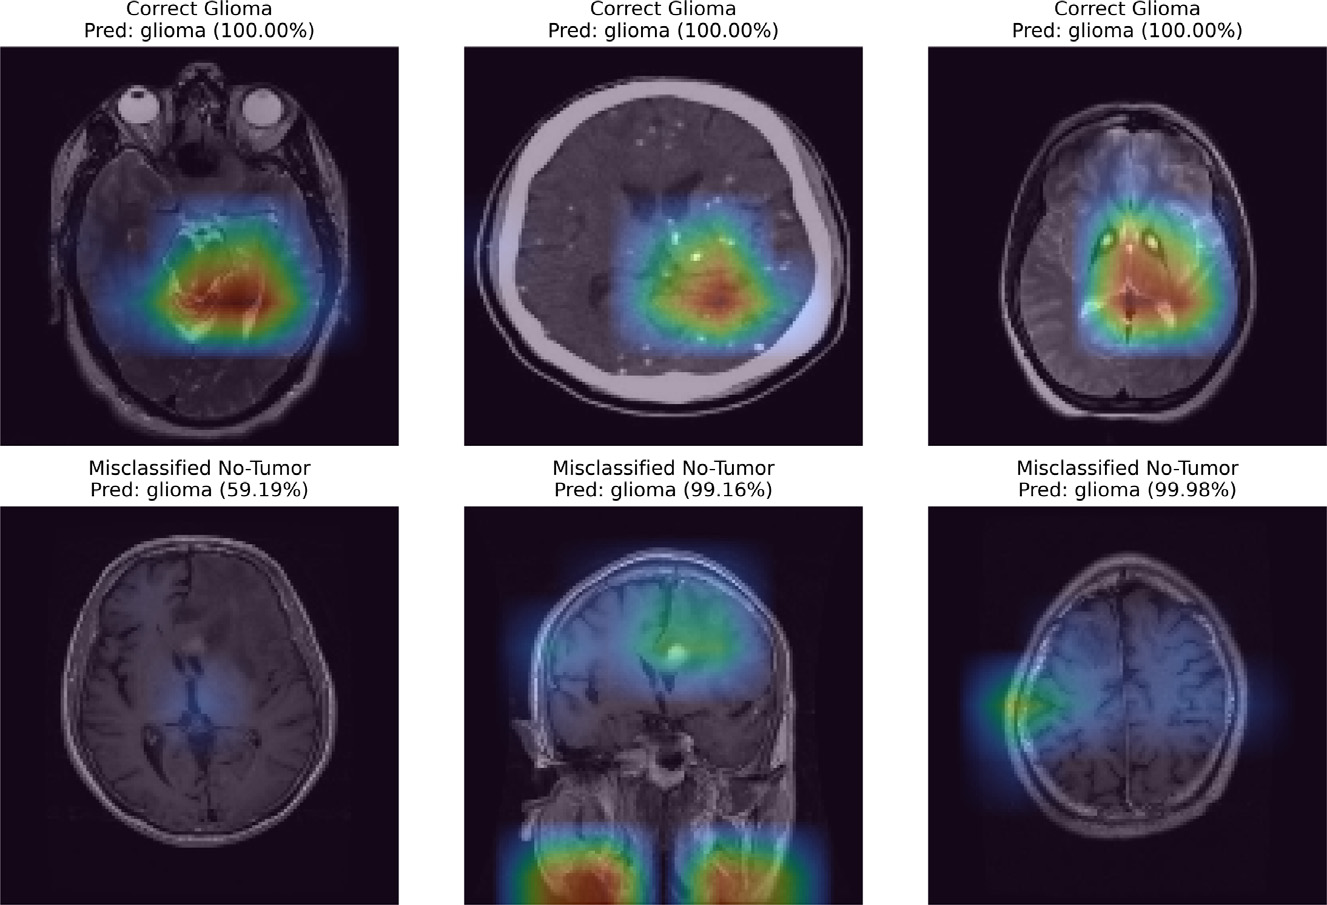 Correct Glioma
Pred: glioma (100.00%)
Correct Glioma
Pred: glioma (100.00%)
Correct Glioma
Pred: glioma (100.00%)
Misclassified No-Tumor
Pred: glioma (59.19%)
Misclassified No-Tumor
Pred: glioma (99.16%)
Misclassified No-Tumor
Pred: glioma (99.98%)